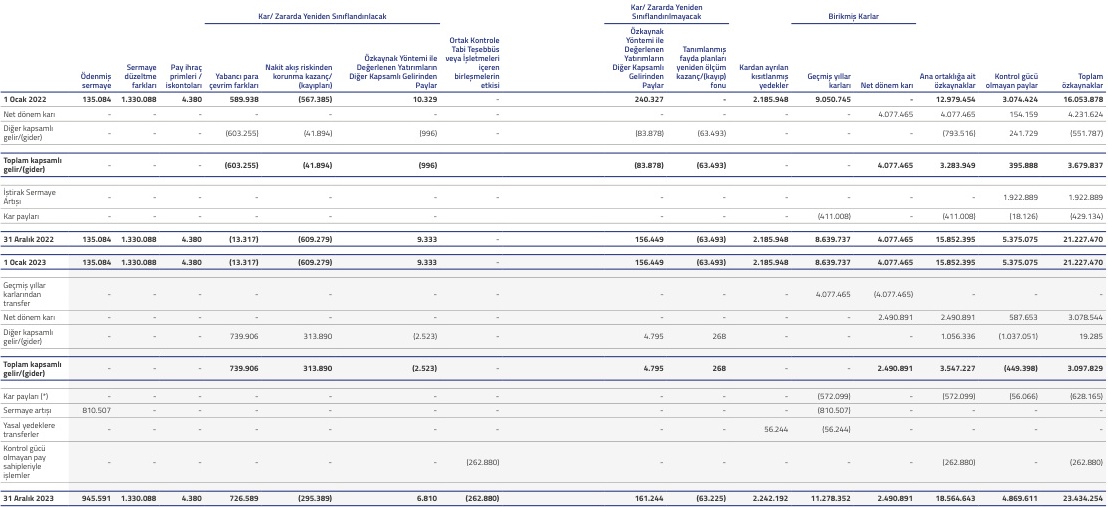 Kar/ Zararda Yeniden Sınıflandırılacak
Kar/ Zararda Yeniden
Sınıflandırılmayacak
Birikmiş Karlar
Ödenmiş
sermaye
Sermaye
düzeltme
farkları
Pay ihraç
primleri /
iskontoları
Yabancı para
çevrim farkları
Nakit akış riskinden
korunma kazanç/
(kayıpları)
Özkaynak Yöntemi ile
Değerlenen Yatırımların
Diğer Kapsamlı Gelirinden
Paylar
Ortak Kontrole
Tabi Teşebbüs
veya İşletmeleri
içeren
birleşmelerin
etkisi
Özkaynak
Yöntemi ile
Değerlenen
Yatırımların
Diğer Kapsamlı
Gelirinden
Paylar
Tanımlanmış
fayda planları
yeniden ölçüm
kazanç/(kayıp)
fonu
Kardan ayrılan
kısıtlanmış
yedekler
Geçmiş yıllar
karları
Net dönem karı
Ana ortaklığa ait
özkaynaklar
Kontrol gücü
olmayan paylar
Toplam
özkaynaklar
1 Ocak 2022 135.084 1.330.088 4.380 589.938 (567.385) 10.329 - 240.327 - 2.185.948 9.050.745 - 12.979.454 3.074.424 16.053.878
Net dönem karı - - - - - - - - - - - 4.077.465 4.077.465 154.159 4.231.624
Diğer kapsamlı
gelir/(gider) - - - (603.255) (41.894) (996) - (83.878) (63.493) - - - (793.516) 241.729 (551.787)
Toplam kapsamlı
gelir/(gider) - - - (603.255) (41.894) (996) - (83.878) (63.493) - - 4.077.465 3.283.949 395.888 3.679.837
İstirak Sermaye
Artışı - - - - - - - - - - - - - 1.922.889 1.922.889
Kar payları - - - - - - - - - - (411.008) - (411.008) (18.126) (429.134)
31 Aralık 2022 135.084 1.330.088 4.380 (13.317) (609.279) 9.333 - 156.449 (63.493) 2.185.948 8.639.737 4.077.465 15.852.395 5.375.075 21.227.470
1 Ocak 2023 135.084 1.330.088 4.380 (13.317) (609.279) 9.333 - 156.449 (63.493) 2.185.948 8.639.737 4.077.465 15.852.395 5.375.075 21.227.470
Geçmiş yıllar
karlarından
transfer - - - - - - - - - - 4.077.465 (4.077.465) - - -
Net dönem karı - - - - - - - - - - - 2.490.891 2.490.891 587.653 3.078.544
Diğer kapsamlı
gelir/(gider) - - - 739.906 313.890 (2.523) - 4.795 268 - - - 1.056.336 (1.037.051) 19.285
Toplam kapsamlı
gelir/(gider) - - - 739.906 313.890 (2.523) - 4.795 268 - - 2.490.891 3.547.227 (449.398) 3.097.829
Kar payları (*) - - - - - - - - - - (572.099) - (572.099) (56.066) (628.165)
Sermaye artışı 810.507 - - - - - - - - - (810.507) - - - -
Yasal yedeklere
transferler - - - - - - - - - 56.244 (56.244) - - - -
Kontrol gücü
olmayan pay
sahipleriyle
işlemler - - - - - - (262.880) - - - - - (262.880) - (262.880)
31 Aralık 2023 945.591 1.330.088 4.380 726.589 (295.389) 6.810 (262.880) 161.244 (63.225) 2.242.192 11.278.352 2.490.891 18.564.643 4.869.611 23.434.254